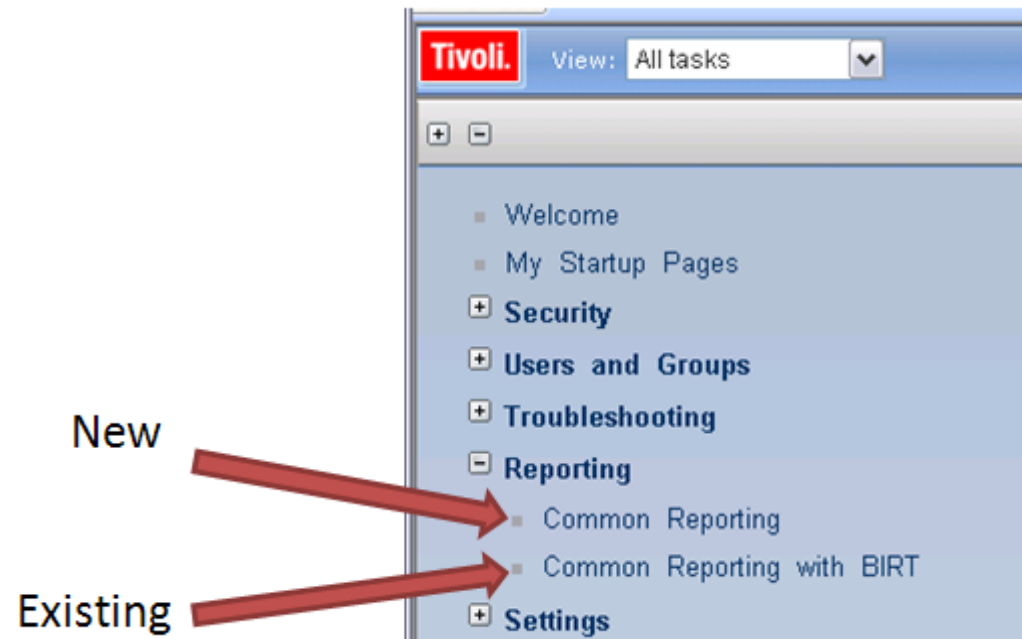 Tivoli. View: All tasks
Welcome
My Startup Pages
Security
Users and Groups
Troubleshooting
New
Reporting
Common Reporting
Common Reporting with BIRT
Existing
Settings